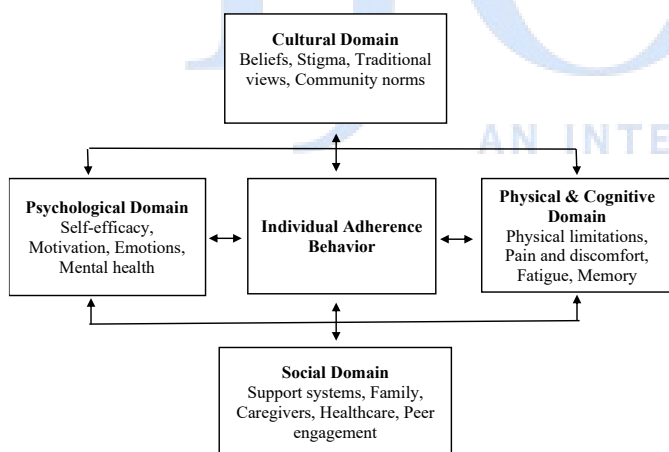 Cultural Domain
Beliefs, Stigma, Traditional
views, Community norms
AN INTE
Psychological Domain
Self-efficacy,
Motivation, Emotions,
Mental health
Individual Adherence
Behavior
Physical & Cognitive
Domain
Physical limitations,
Pain and discomfort,
Fatigue, Memory
Social Domain
Support systems, Family,
Caregivers, Healthcare, Peer
engagement